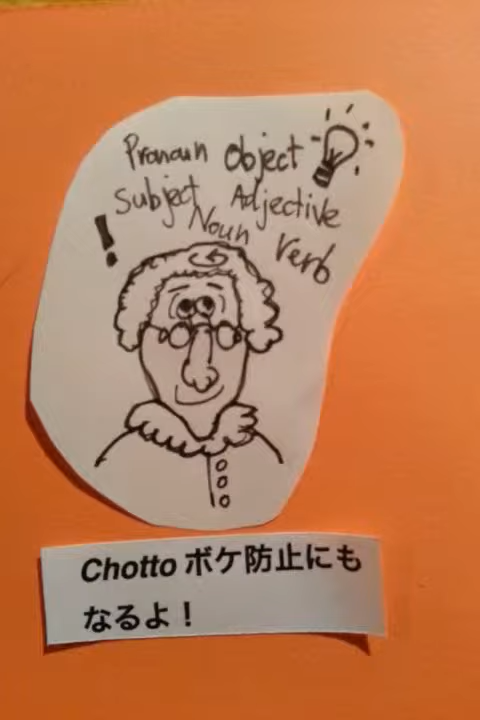 Pronoun Object
Subject Adjective
Noun Verb
!
Chotto ボケ防止にも
なるよ！